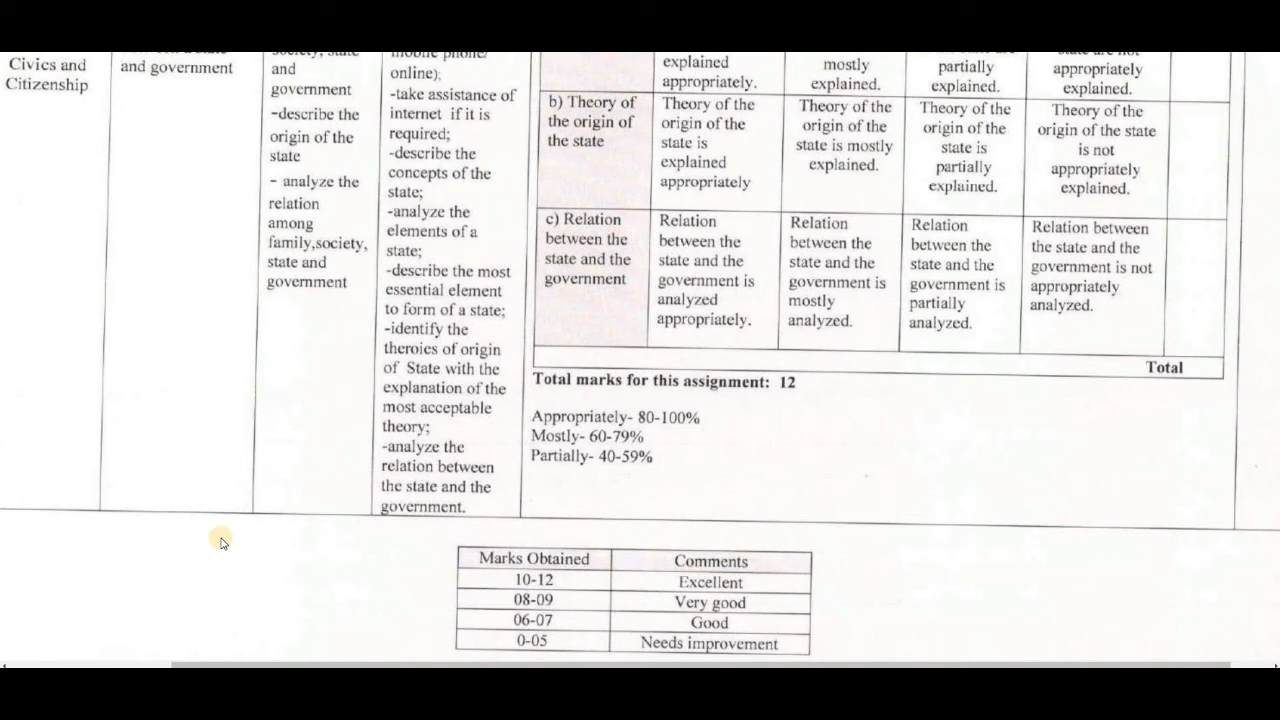 Civics and
Citizenship
and government
society, state
and
government
-describe the
origin of the
state
- analyze the
relation
among
family,society,
state and
government
mobile phone/
online);
-take assistance of
internet if it is
required;
-describe the
concepts of the
state;
-analyze the
elements of a
state;
-describe the most
essential element
to form of a state;
-identify the
theroies of origin
of State with the
explanation of the
most acceptable
theory;
-analyze the
relation between
the state and the
government.
explained
appropriately.
mostly
explained.
partially
explained.
state are not
appropriately
explained.
b) Theory of
the origin of
the state
Theory of the
origin of the
state is
explained
appropriately
Theory of the
origin of the
state is mostly
explained.
Theory of the
origin of the
state is
partially
explained.
Theory of the
origin of the state
is not
appropriately
explained.
c) Relation
between the
state and the
government
Relation
between the
state and the
government is
analyzed
appropriately.
Relation
between the
state and the
government is
mostly
analyzed.
Relation
between the
state and the
government is
partially
analyzed.
Relation between
the state and the
government is not
appropriately
analyzed.
Total
Total marks for this assignment: 12
Appropriately- 80-100%
Mostly- 60-79%
Partially- 40-59%
Marks Obtained Comments
10-12 Excellent
08-09 Very good
06-07 Good
0-05 Needs improvement